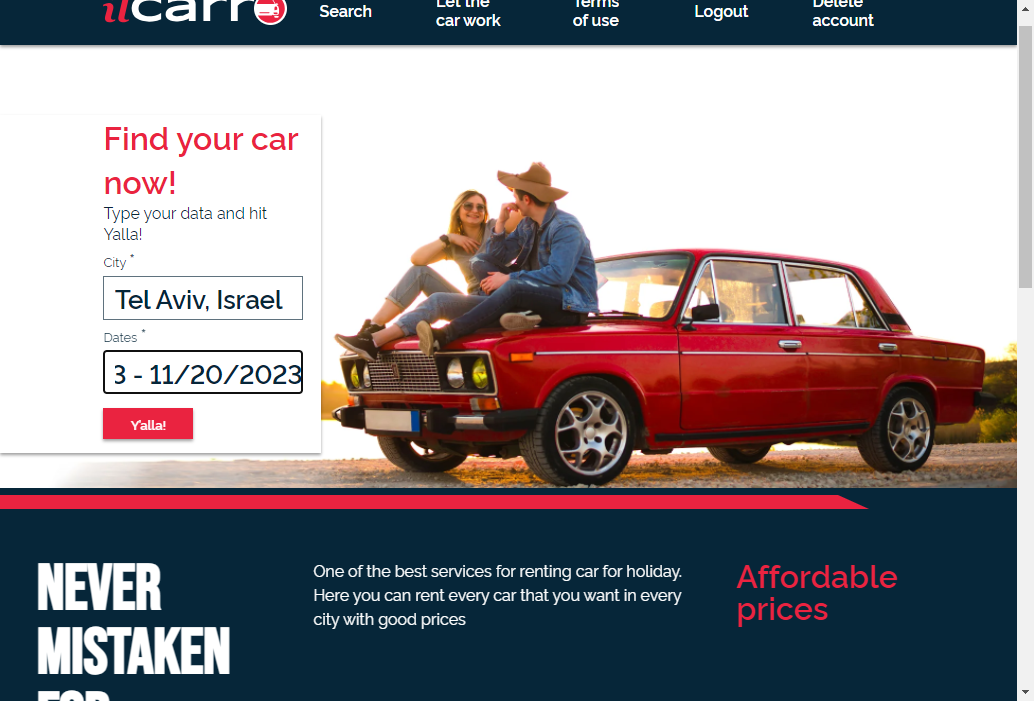 ilcarro
Search
Let the
car work
Terms
of use
Logout
Delete
account
Find your car
now!
Type your data and hit
Yalla!
City *
Tel Aviv, Israel
Dates *
3 - 11/20/2023
Y'alla!
NEVER
MISTAKEN
FOR
One of the best services for renting car for holiday.
Here you can rent every car that you want in every
city with good prices
Affordable
prices